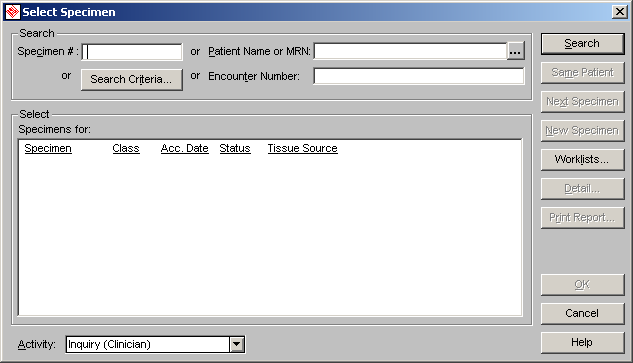 Select Specimen
Search
Specimen # : or Patient Name or MRN: ... Search
or Search Criteria... or Encounter Number: Same Patient
Next Specimen
Select
Specimens for: New Specimen
Specimen Class Acc. Date Status Tissue Source
Worklists...
Detail...
Print Report...
OK
Cancel
Activity: Inquiry (Clinician) Help